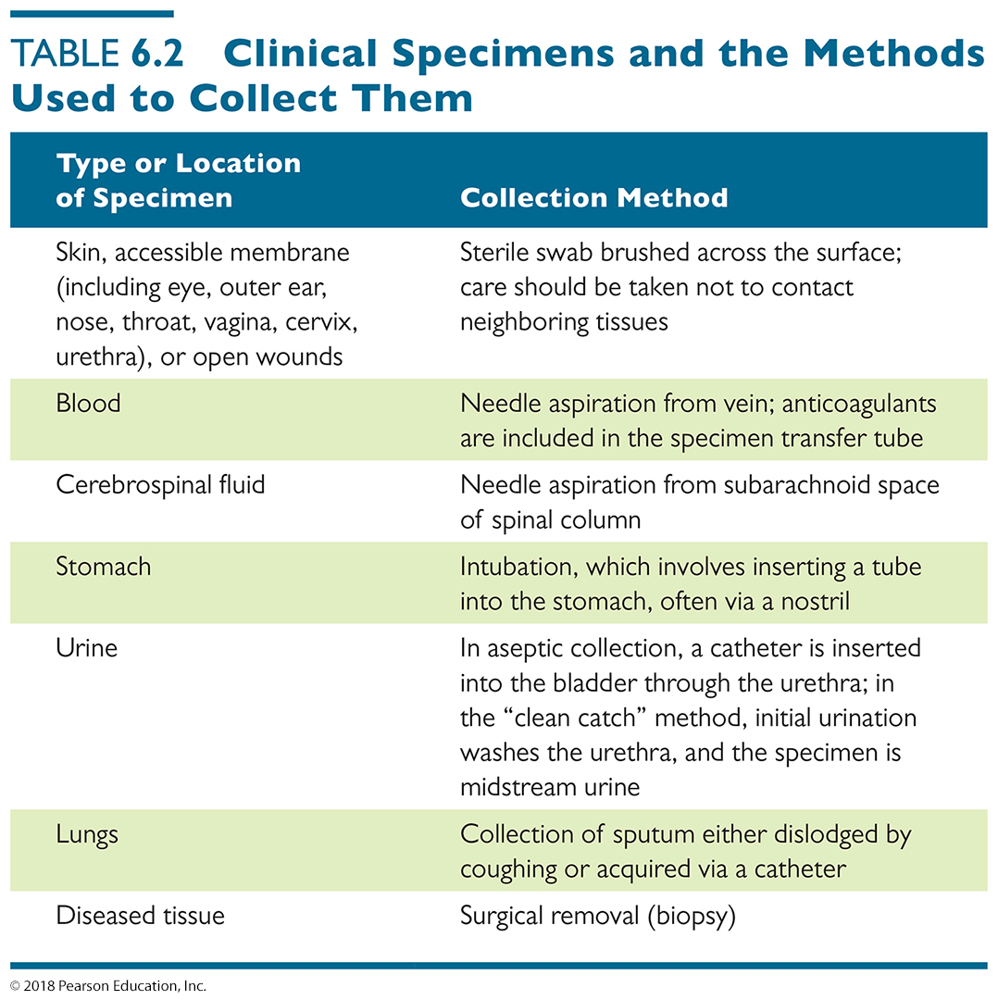 TABLE 6.2 Clinical Specimens and the Methods
Used to Collect Them
Type or Location
of Specimen
Collection Method
Skin, accessible membrane
(including eye, outer ear,
nose, throat, vagina, cervix,
urethra), or open wounds
Sterile swab brushed across the surface;
care should be taken not to contact
neighboring tissues
Blood
Needle aspiration from vein; anticoagulants
are included in the specimen transfer tube
Cerebrospinal fluid
Needle aspiration from subarachnoid space
of spinal column
Stomach
Intubation, which involves inserting a tube
into the stomach, often via a nostril
Urine
In aseptic collection, a catheter is inserted
into the bladder through the urethra; in
the “clean catch” method, initial urination
washes the urethra, and the specimen is
midstream urine
Lungs
Collection of sputum either dislodged by
coughing or acquired via a catheter
Diseased tissue
Surgical removal (biopsy)
© 2018 Pearson Education, Inc.